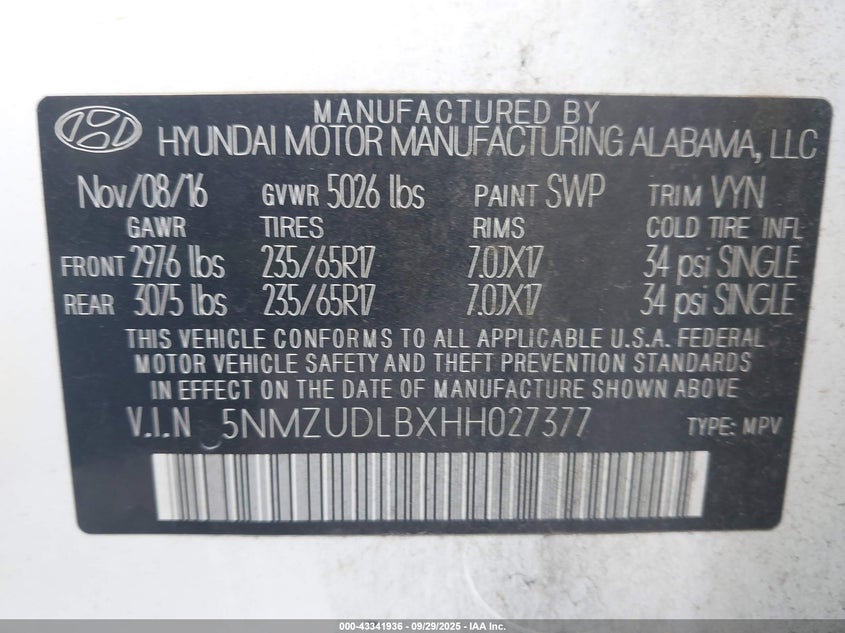 MANUFACTURED BY
HYUNDAI MOTOR MANUFACTURING ALABAMA, LLC
Nov/08/16 GVWR 5026 lbs PAINT SWP TRIM VYN
GAWR TIRES RIMS COLD TIRE INFL
FRONT 2976 lbs 235/65R17 7.0JX17 34 psi SINGLE
REAR 3075 lbs 235/65R17 7.0JX17 34 psi SINGLE
THIS VEHICLE CONFORMS TO ALL APPLICABLE U.S.A. FEDERAL
MOTOR VEHICLE SAFETY AND THEFT PREVENTION STANDARDS
IN EFFECT ON THE DATE OF MANUFACTURE SHOWN ABOVE.
V.I.N 5NMZUDLBXHH027377 TYPE: MPV
000-43341936 - 09/29/2025 - IAA Inc.